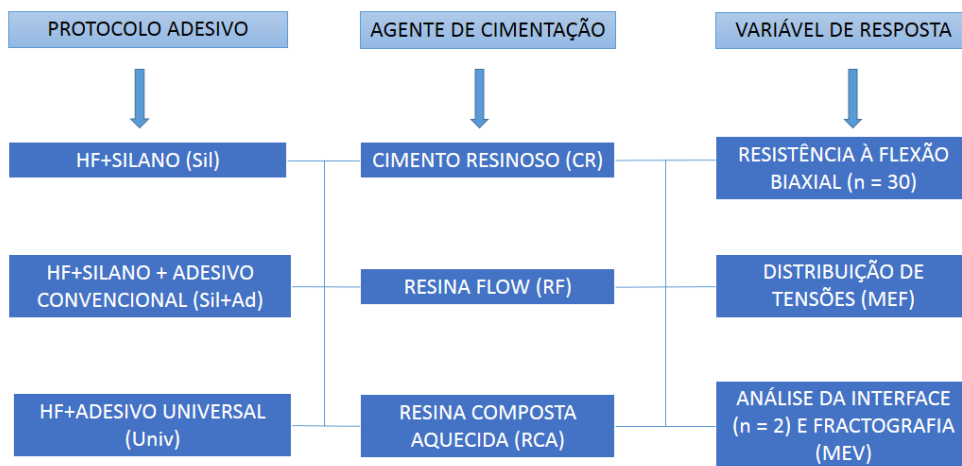 PROTOCOLO ADESIVO
AGENTE DE CIMENTAÇÃO
VARIÁVEL DE RESPOSTA
HF+SILANO (Sil)
CIMENTO RESINOSO (CR)
RESISTÊNCIA À FLEXÃO
BIAXIAL (n = 30)
HF+SILANO + ADESIVO
CONVENCIONAL (Sil+Ad)
RESINA FLOW (RF)
DISTRIBUIÇÃO DE
TENSÕES (MEF)
HF+ADESIVO UNIVERSAL
(Univ)
RESINA COMPOSTA
AQUECIDA (RCA)
ANÁLISE DA INTERFACE
(n = 2) E FRACTOGRAFIA
(MEV)